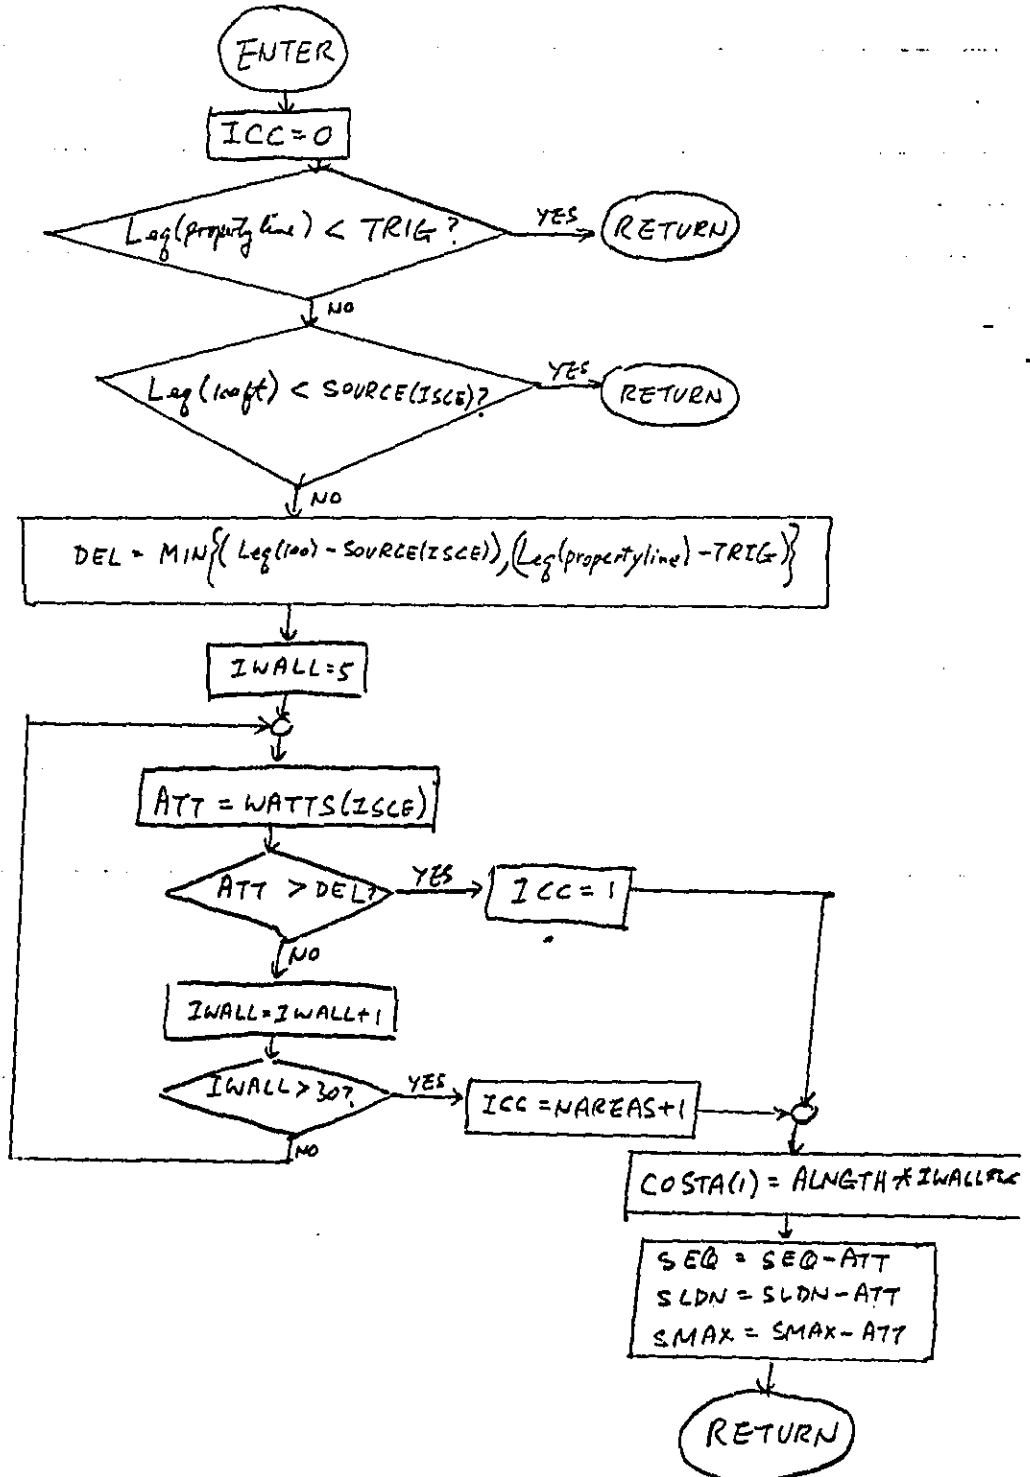 ENTER
ICC=0
Leq(property line) < TRIG?
YES
RETURN
NO
Leq(100ft) < SOURCE(ISCE)?
YES
RETURN
NO
DEL = MIN{(Leq(100)-SOURCE(ISCE)),(Leq(propertyline)-TRIG)}
IWALL=5
ATT = WATTS(ISCE)
ATT > DEL?
YES
ICC=1
NO
IWALL=IWALL+1
IWALL>30?
YES
ICC=NAREAS+1
NO
COSTA(1) = ALNGTH*IWALL*
SEQ = SEQ-ATT
SLDN = SLDN-ATT
SMAX = SMAX-ATT
RETURN